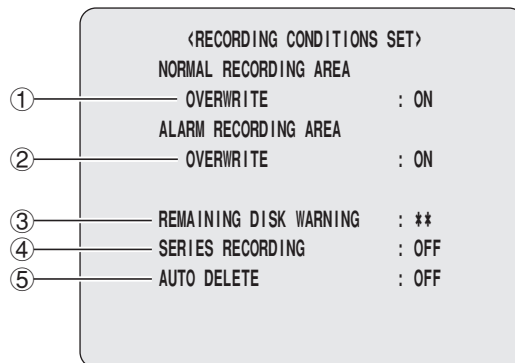 <RECORDING CONDITIONS SET>
NORMAL RECORDING AREA
① OVERWRITE : ON
ALARM RECORDING AREA
② OVERWRITE : ON
③ REMAINING DISK WARNING : **
④ SERIES RECORDING : OFF
⑤ AUTO DELETE : OFF